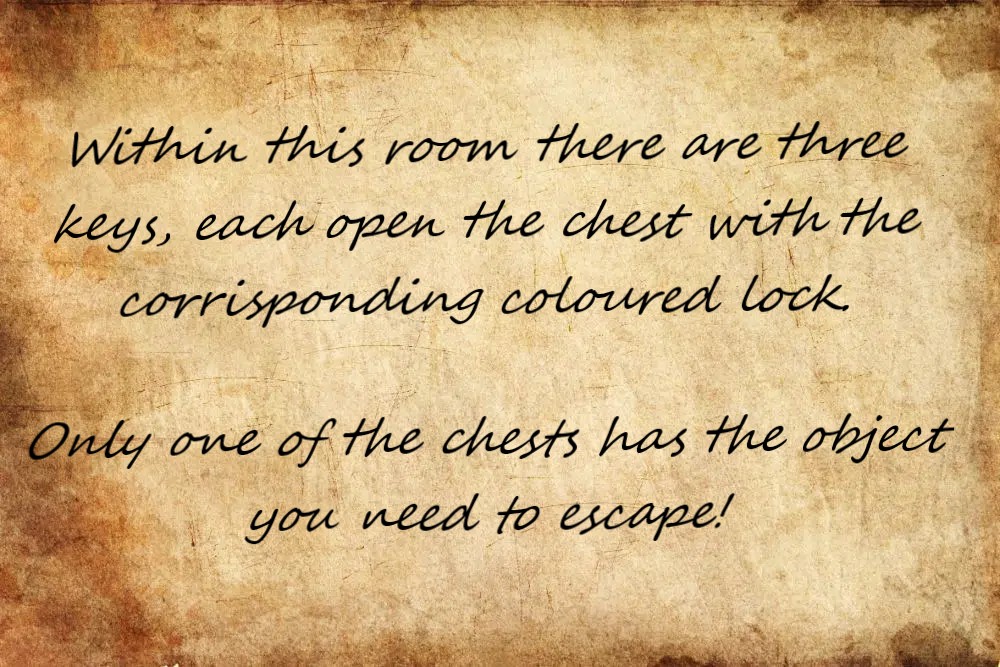 Within this room there are three
keys, each open the chest with the
corrisponding coloured lock.
Only one of the chests has the object
you need to escape!